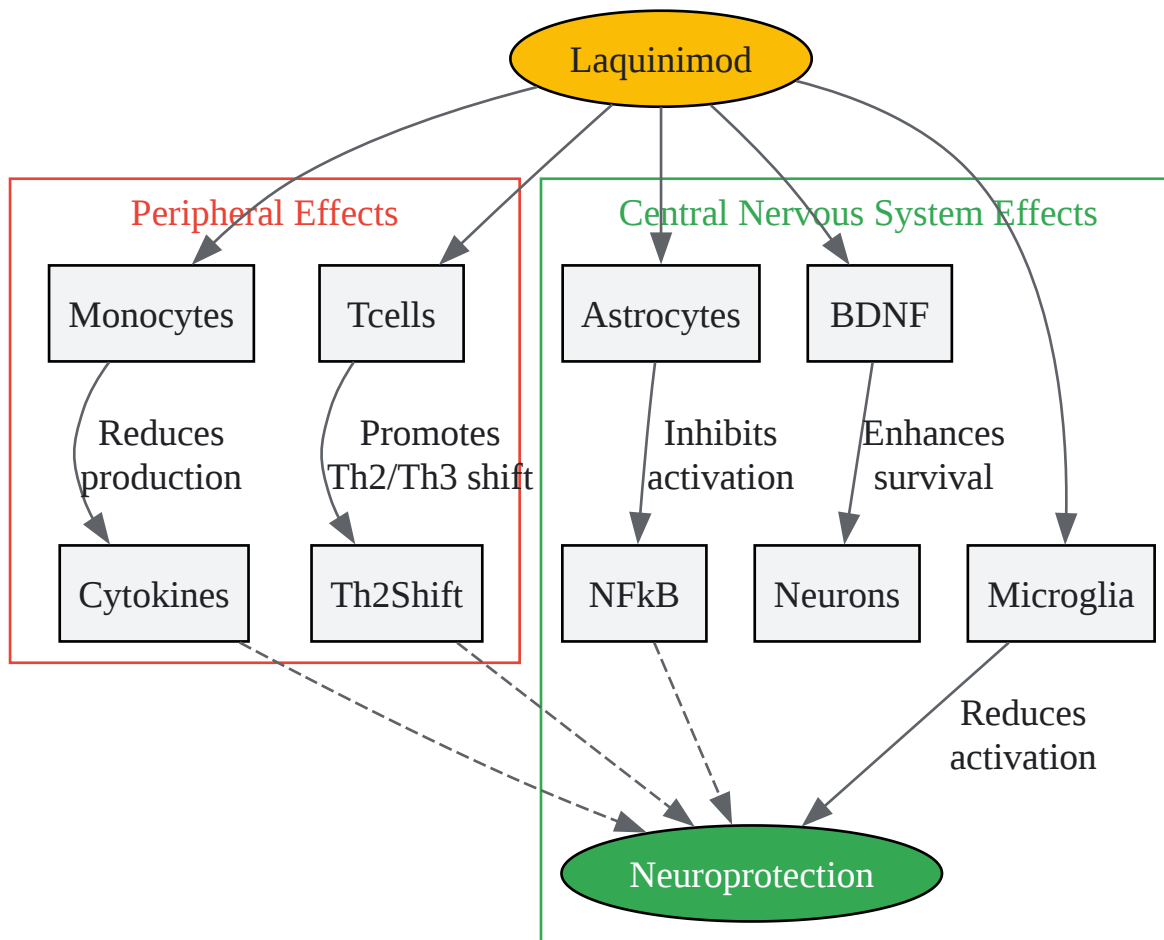 Laquinimod
Peripheral Effects
Central Nervous System Effects
Monocytes
Tcells
Astrocytes
BDNF
Reduces
production
Promotes
Th2/Th3 shift
Inhibits
activation
Enhances
survival
Cytokines
Th2Shift
NFkB
Neurons
Microglia
Reduces
activation
Neuroprotection